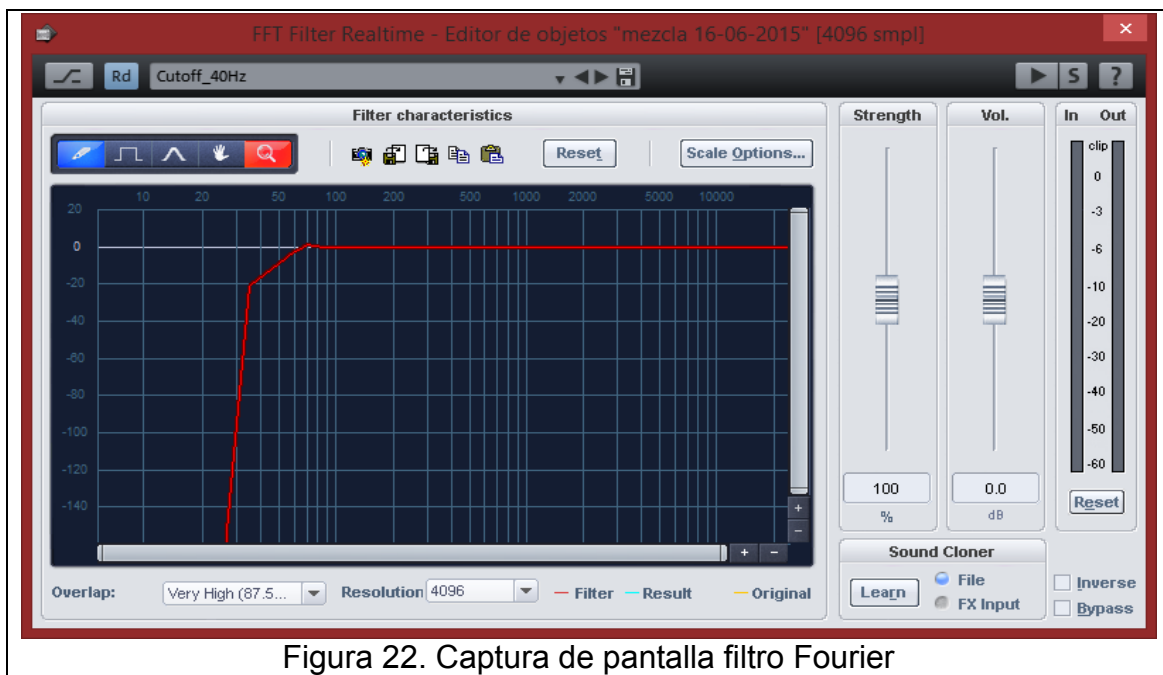 FFT Filter Realtime - Editor de objetos "mezcla 16-06-2015" [4096 smpl]
Rd Cutoff_40Hz S ?
Filter characteristics
Reset Scale Options...
10 20 50 100 200 500 1000 2000 5000 10000
20
0
-20
-40
-60
-80
-100
-120
-140
Overlap: Very High (87.5... Resolution 4096 Filter Result Original
Strength
100
%
Vol.
0.0
dB
In Out
clip
0
-3
-6
-10
-20
-30
-40
-50
-60
Reset
Sound Cloner
Learn File
FX Input
Inverse
Bypass
Figura 22. Captura de pantalla filtro Fourier